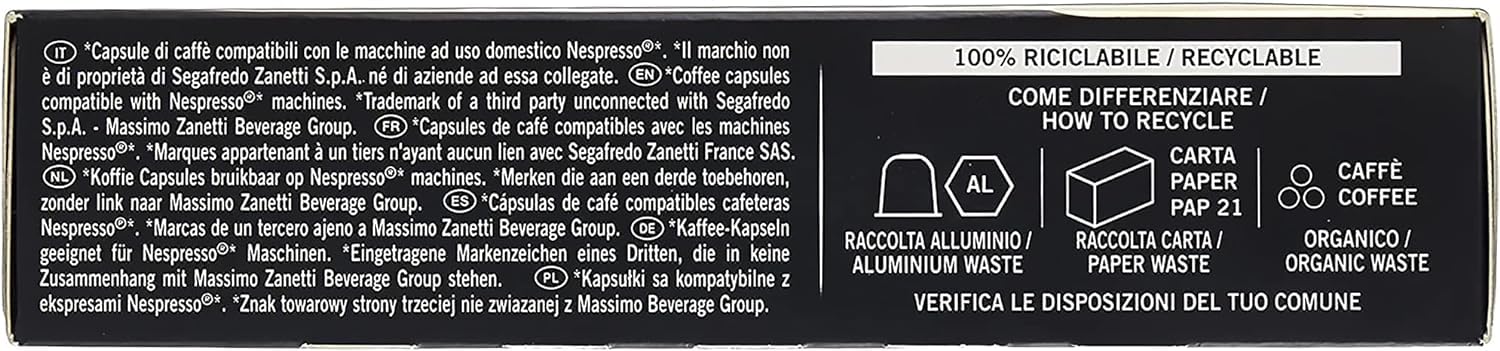 IT *Capsule di caffè compatibili con le macchine ad uso domestico Nespresso®*. *Il marchio non
è di proprietà di Segafredo Zanetti S.p.A. né di aziende ad essa collegate. EN *Coffee capsules
compatible with Nespresso®* machines. *Trademark of a third party unconnected with Segafredo
S.p.A. - Massimo Zanetti Beverage Group. FR *Capsules de café compatibles avec les machines
Nespresso®*. *Marques appartenant à un tiers n'ayant aucun lien avec Segafredo Zanetti France SAS.
NL *Koffie Capsules bruikbaar op Nespresso®* machines. *Merken die aan een derde toebehoren,
zonder link naar Massimo Zanetti Beverage Group. ES *Cápsulas de café compatibles cafeteras
Nespresso®*. *Marcas de un tercero ajeno a Massimo Zanetti Beverage Group. DE *Kaffee-Kapseln
geeignet für Nespresso®* Maschinen. *Eingetragene Markenzeichen eines Dritten, die in keine
Zusammenhang mit Massimo Zanetti Beverage Group stehen. PL *Kapsułki sa kompatybilne z
ekspresami Nespresso®*. *Znak towarowy strony trzeciej nie związanej z Massimo Beverage Group.
100% RICICLABILE / RECYCLABLE
COME DIFFERENZIARE /
HOW TO RECYCLE
AL
RACCOLTA ALLUMINIO /
ALUMINIUM WASTE
CARTA
PAPER
PAP 21
RACCOLTA CARTA /
PAPER WASTE
CAFFÈ
COFFEE
ORGANICO /
ORGANIC WASTE
VERIFICA LE DISPOSIZIONI DEL TUO COMUNE